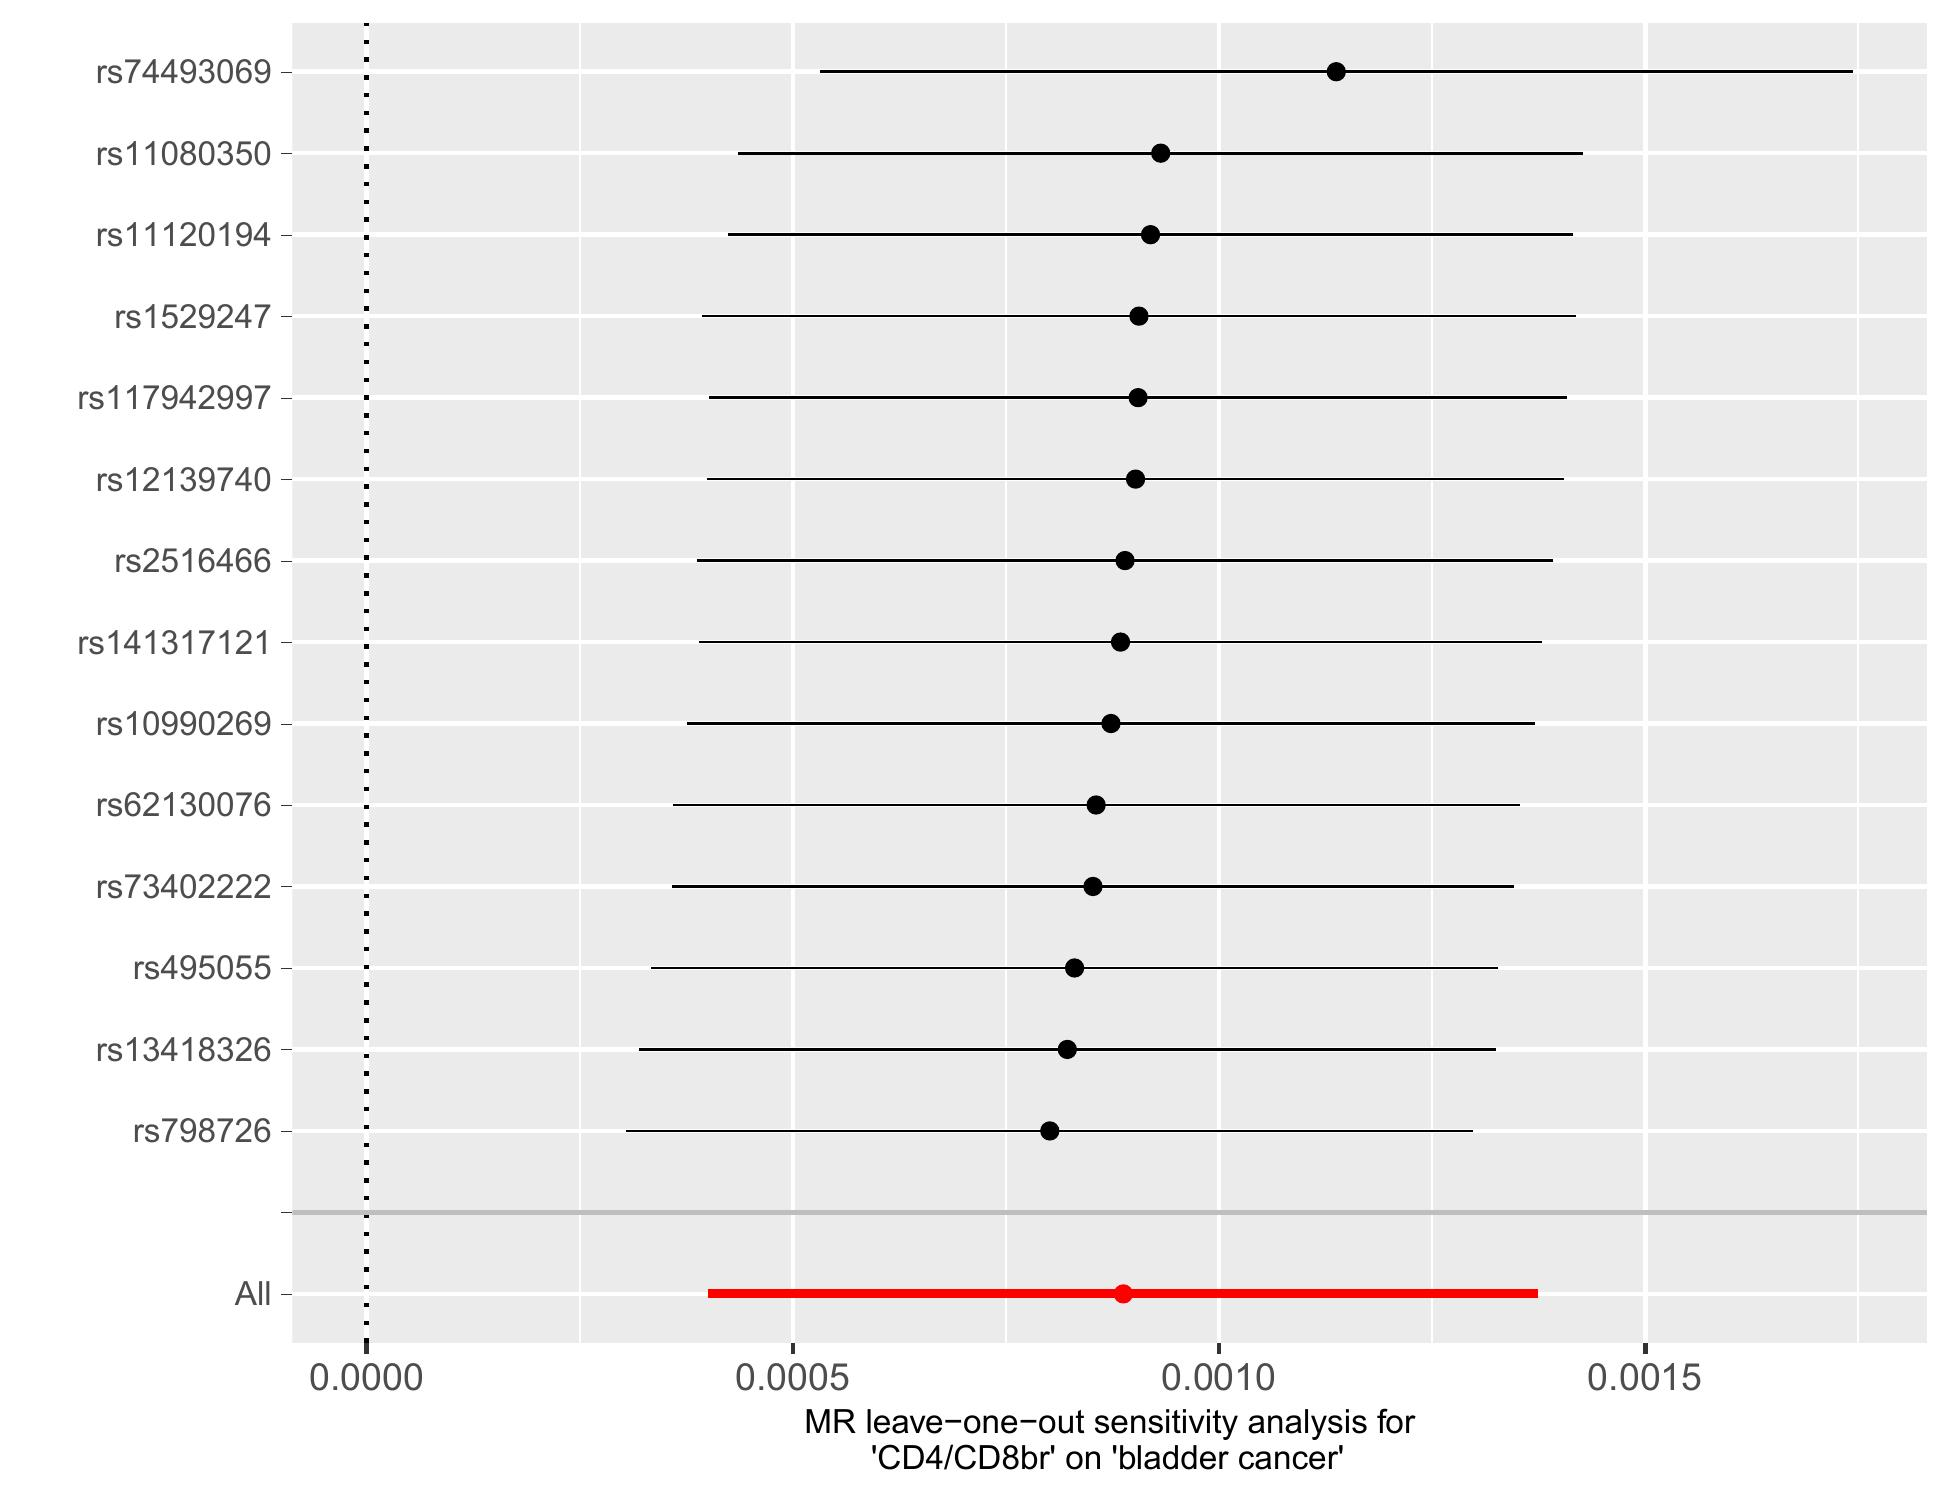 rs74493069
rs11080350
rs11120194
rs1529247
rs117942997
rs12139740
rs2516466
rs141317121
rs10990269
rs62130076
rs73402222
rs495055
rs13418326
rs798726
All
0.0000 0.0005 0.0010 0.0015
MR leave−one−out sensitivity analysis for
'CD4/CD8br' on 'bladder cancer'